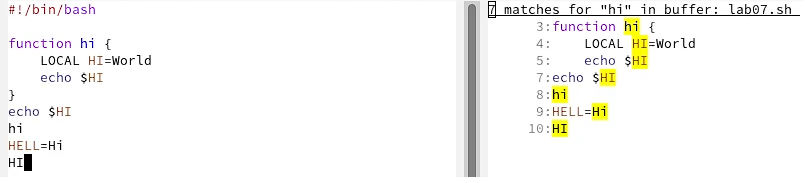 #!/bin/bash
function hi {
    LOCAL HI=World
    echo $HI
}
echo $HI
hi
HELL=Hi
HI
7 matches for "hi" in buffer: lab07.sh
3:function hi {
4:    LOCAL HI=World
5:    echo $HI
7:echo $HI
8:hi
9:HELL=Hi
10:HI